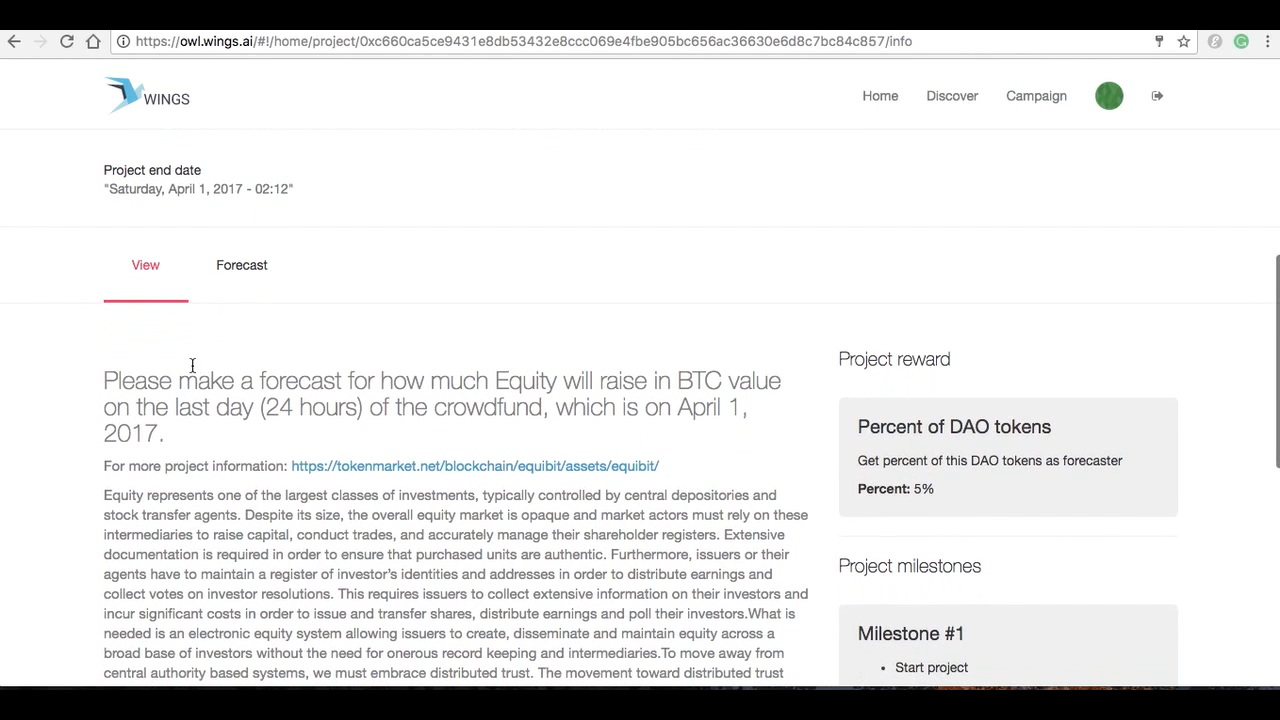 https://owl.wings.ai/#!/home/project/0xc660ca5ce9431e8db53432e8ccc069e4fbe905bc656ac36630e6d8c7bc84c857/info
WINGS
Home
Discover
Campaign
Project end date
"Saturday, April 1, 2017 - 02:12"
View
Forecast
Please make a forecast for how much Equity will raise in BTC value
on the last day (24 hours) of the crowdfund, which is on April 1,
2017.
For more project information: https://tokenmarket.net/blockchain/equibit/assets/equibit/
Equity represents one of the largest classes of investments, typically controlled by central depositories and
stock transfer agents. Despite its size, the overall equity market is opaque and market actors must rely on these
intermediaries to raise capital, conduct trades, and accurately manage their shareholder registers. Extensive
documentation is required in order to ensure that purchased units are authentic. Furthermore, issuers or their
agents have to maintain a register of investor's identities and addresses in order to distribute earnings and
collect votes on investor resolutions. This requires issuers to collect extensive information on their investors and
incur significant costs in order to issue and transfer shares, distribute earnings and poll their investors.What is
needed is an electronic equity system allowing issuers to create, disseminate and maintain equity across a
broad base of investors without the need for onerous record keeping and intermediaries.To move away from
central authority based systems, we must embrace distributed trust. The movement toward distributed trust
Project reward
Percent of DAO tokens
Get percent of this DAO tokens as forecaster
Percent: 5%
Project milestones
Milestone #1
• Start project